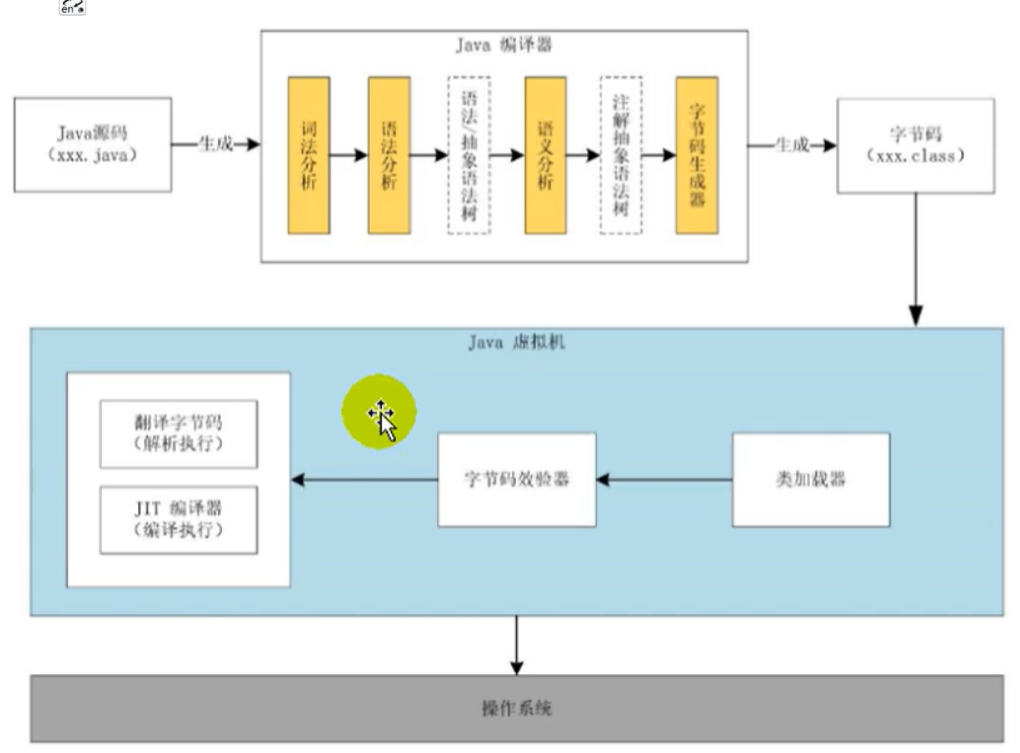 en
Java 编译器
Java源码
(xxx.java)
生成
词法分析
语法分析
语法/抽象语法树
语义分析
注解抽象语法树
字节码生成器
生成
字节码
(xxx.class)
Java 虚拟机
翻译字节码
(解析执行)
JIT 编译器
(编译执行)
字节码效验器
类加载器
操作系统